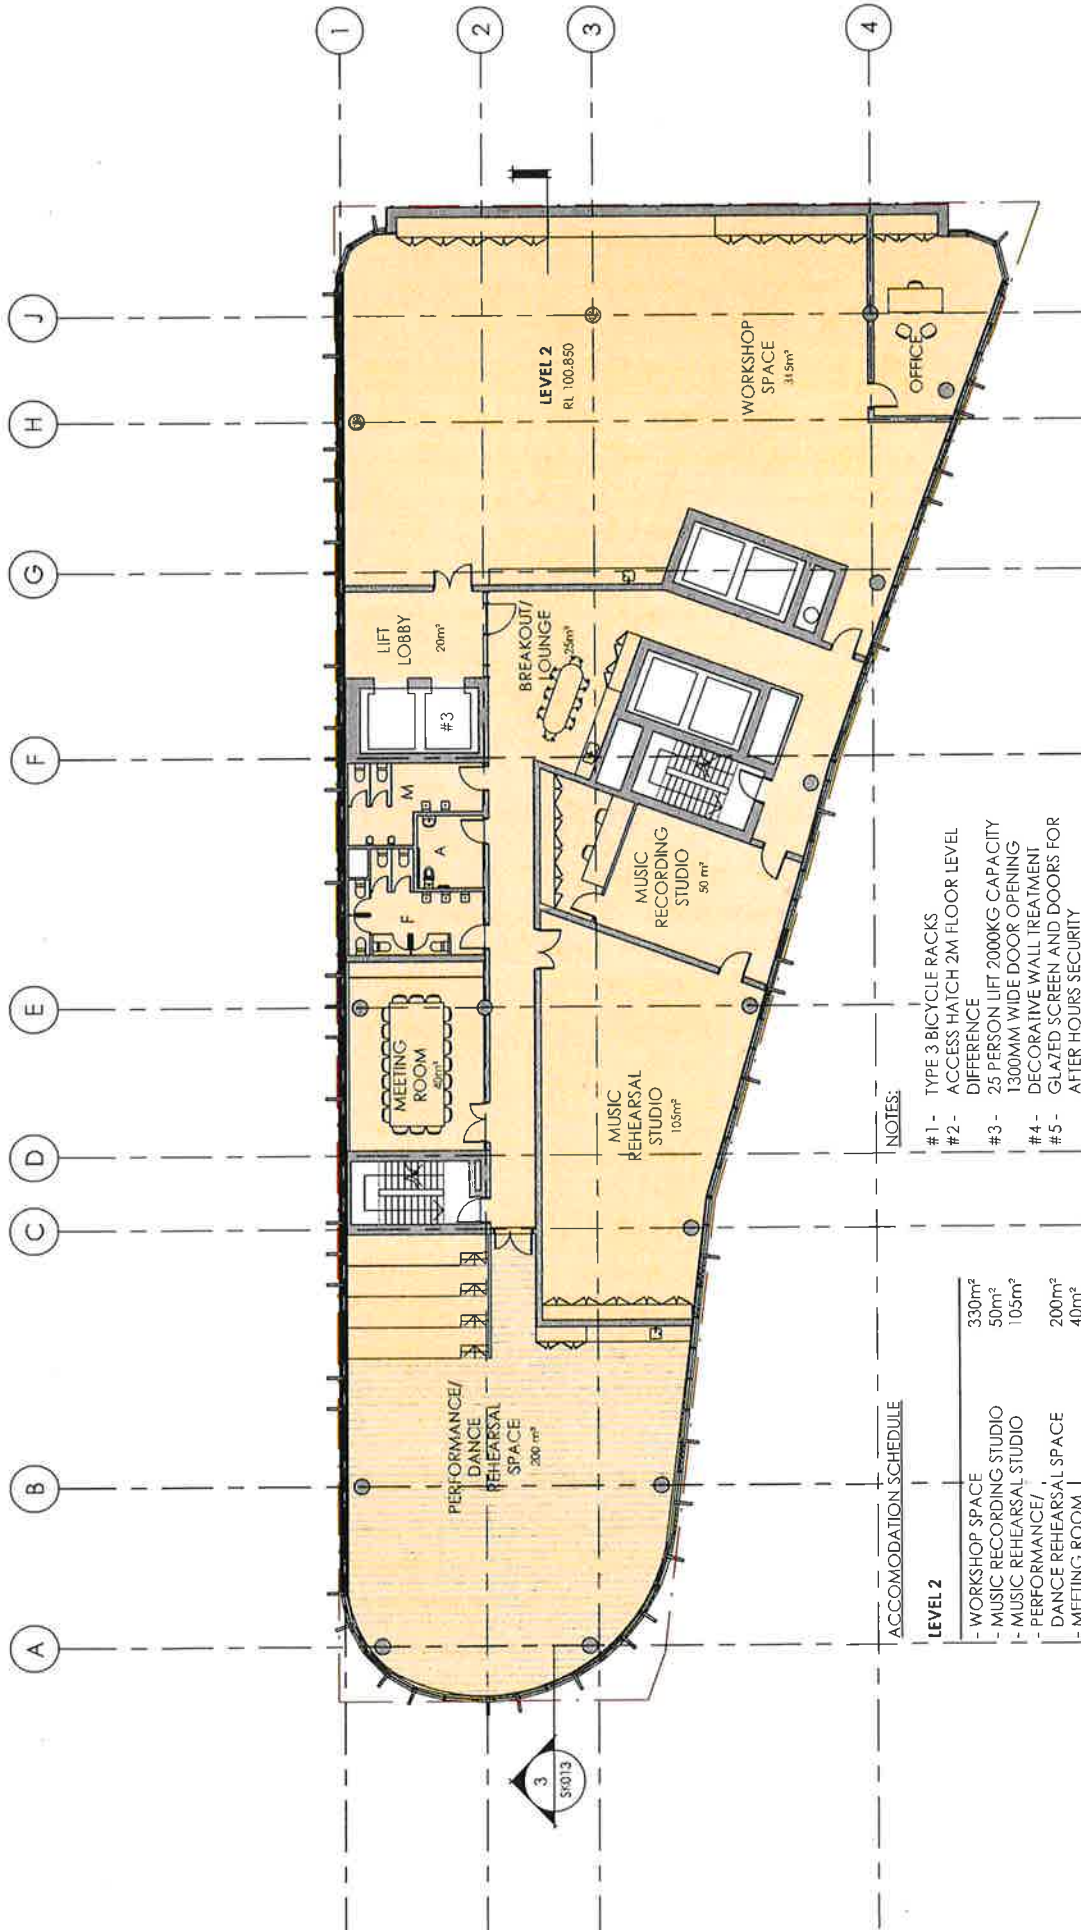 A
B
C
D
E
F
G
H
J
1
2
3
4
PERFORMANCE/
DANCE
REHEARSAL
SPACE
200 m²
MEETING
ROOM
40m²
F
A
M
#3
LIFT
LOBBY
20m²
BREAKOUT/
LOUNGE
25m²
LEVEL 2
RL 100.850
WORKSHOP
SPACE
315m²
OFFICE
MUSIC
REHEARSAL
STUDIO
105m²
MUSIC
RECORDING
STUDIO
50 m²
3
SK013
ACCOMODATION SCHEDULE
LEVEL 2
- WORKSHOP SPACE 330m²
- MUSIC RECORDING STUDIO 50m²
- MUSIC REHEARSAL STUDIO 105m²
- PERFORMANCE/
DANCE REHEARSAL SPACE 200m²
- MEETING ROOM 40m²
NOTES:
#1 - TYPE 3 BICYCLE RACKS
#2 - ACCESS HATCH 2M FLOOR LEVEL
DIFFERENCE
#3 - 25 PERSON LIFT 2000KG CAPACITY
1300MM WIDE DOOR OPENING
#4 - DECORATIVE WALL TREATMENT
#5 - GLAZED SCREEN AND DOORS FOR
AFTER HOURS SECURITY